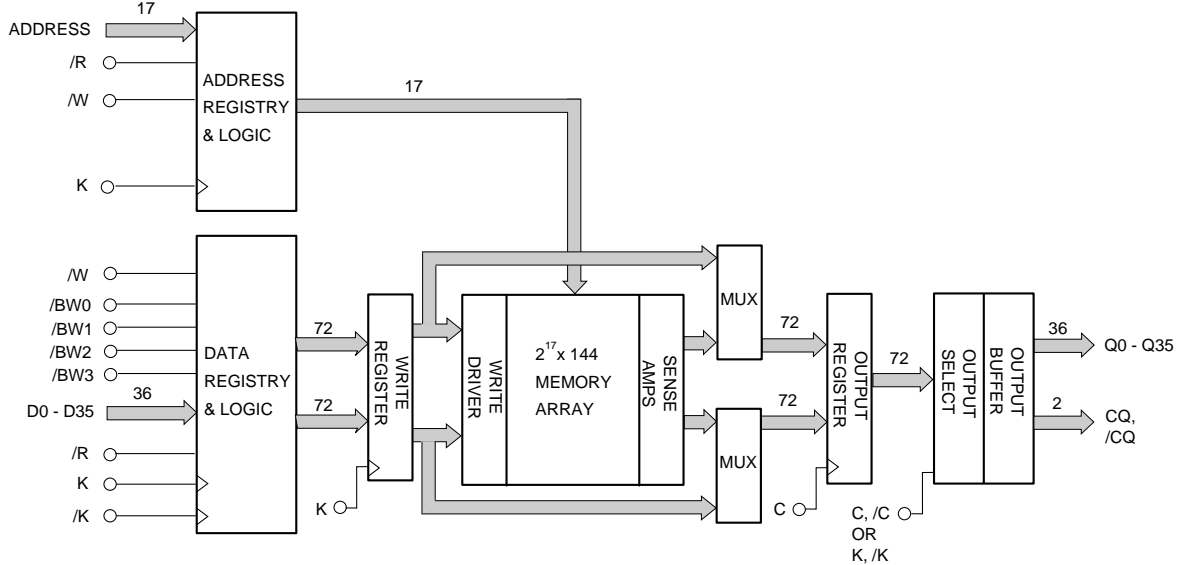 17
ADDRESS
/R
/W
K
ADDRESS
REGISTRY
& LOGIC
17
/W
/BW0
/BW1
/BW2
/BW3
36
D0 - D35
/R
K
/K
DATA
REGISTRY
& LOGIC
72
72
WRITE
REGISTER
K
WRITE
DRIVER
2¹⁷ x 144
MEMORY
ARRAY
SENSE
AMPS
MUX
MUX
72
72
OUTPUT
REGISTER
C
72
OUTPUT
SELECT
OUTPUT
BUFFER
C, /C
OR
K, /K
36
Q0 - Q35
2
CQ,
/CQ